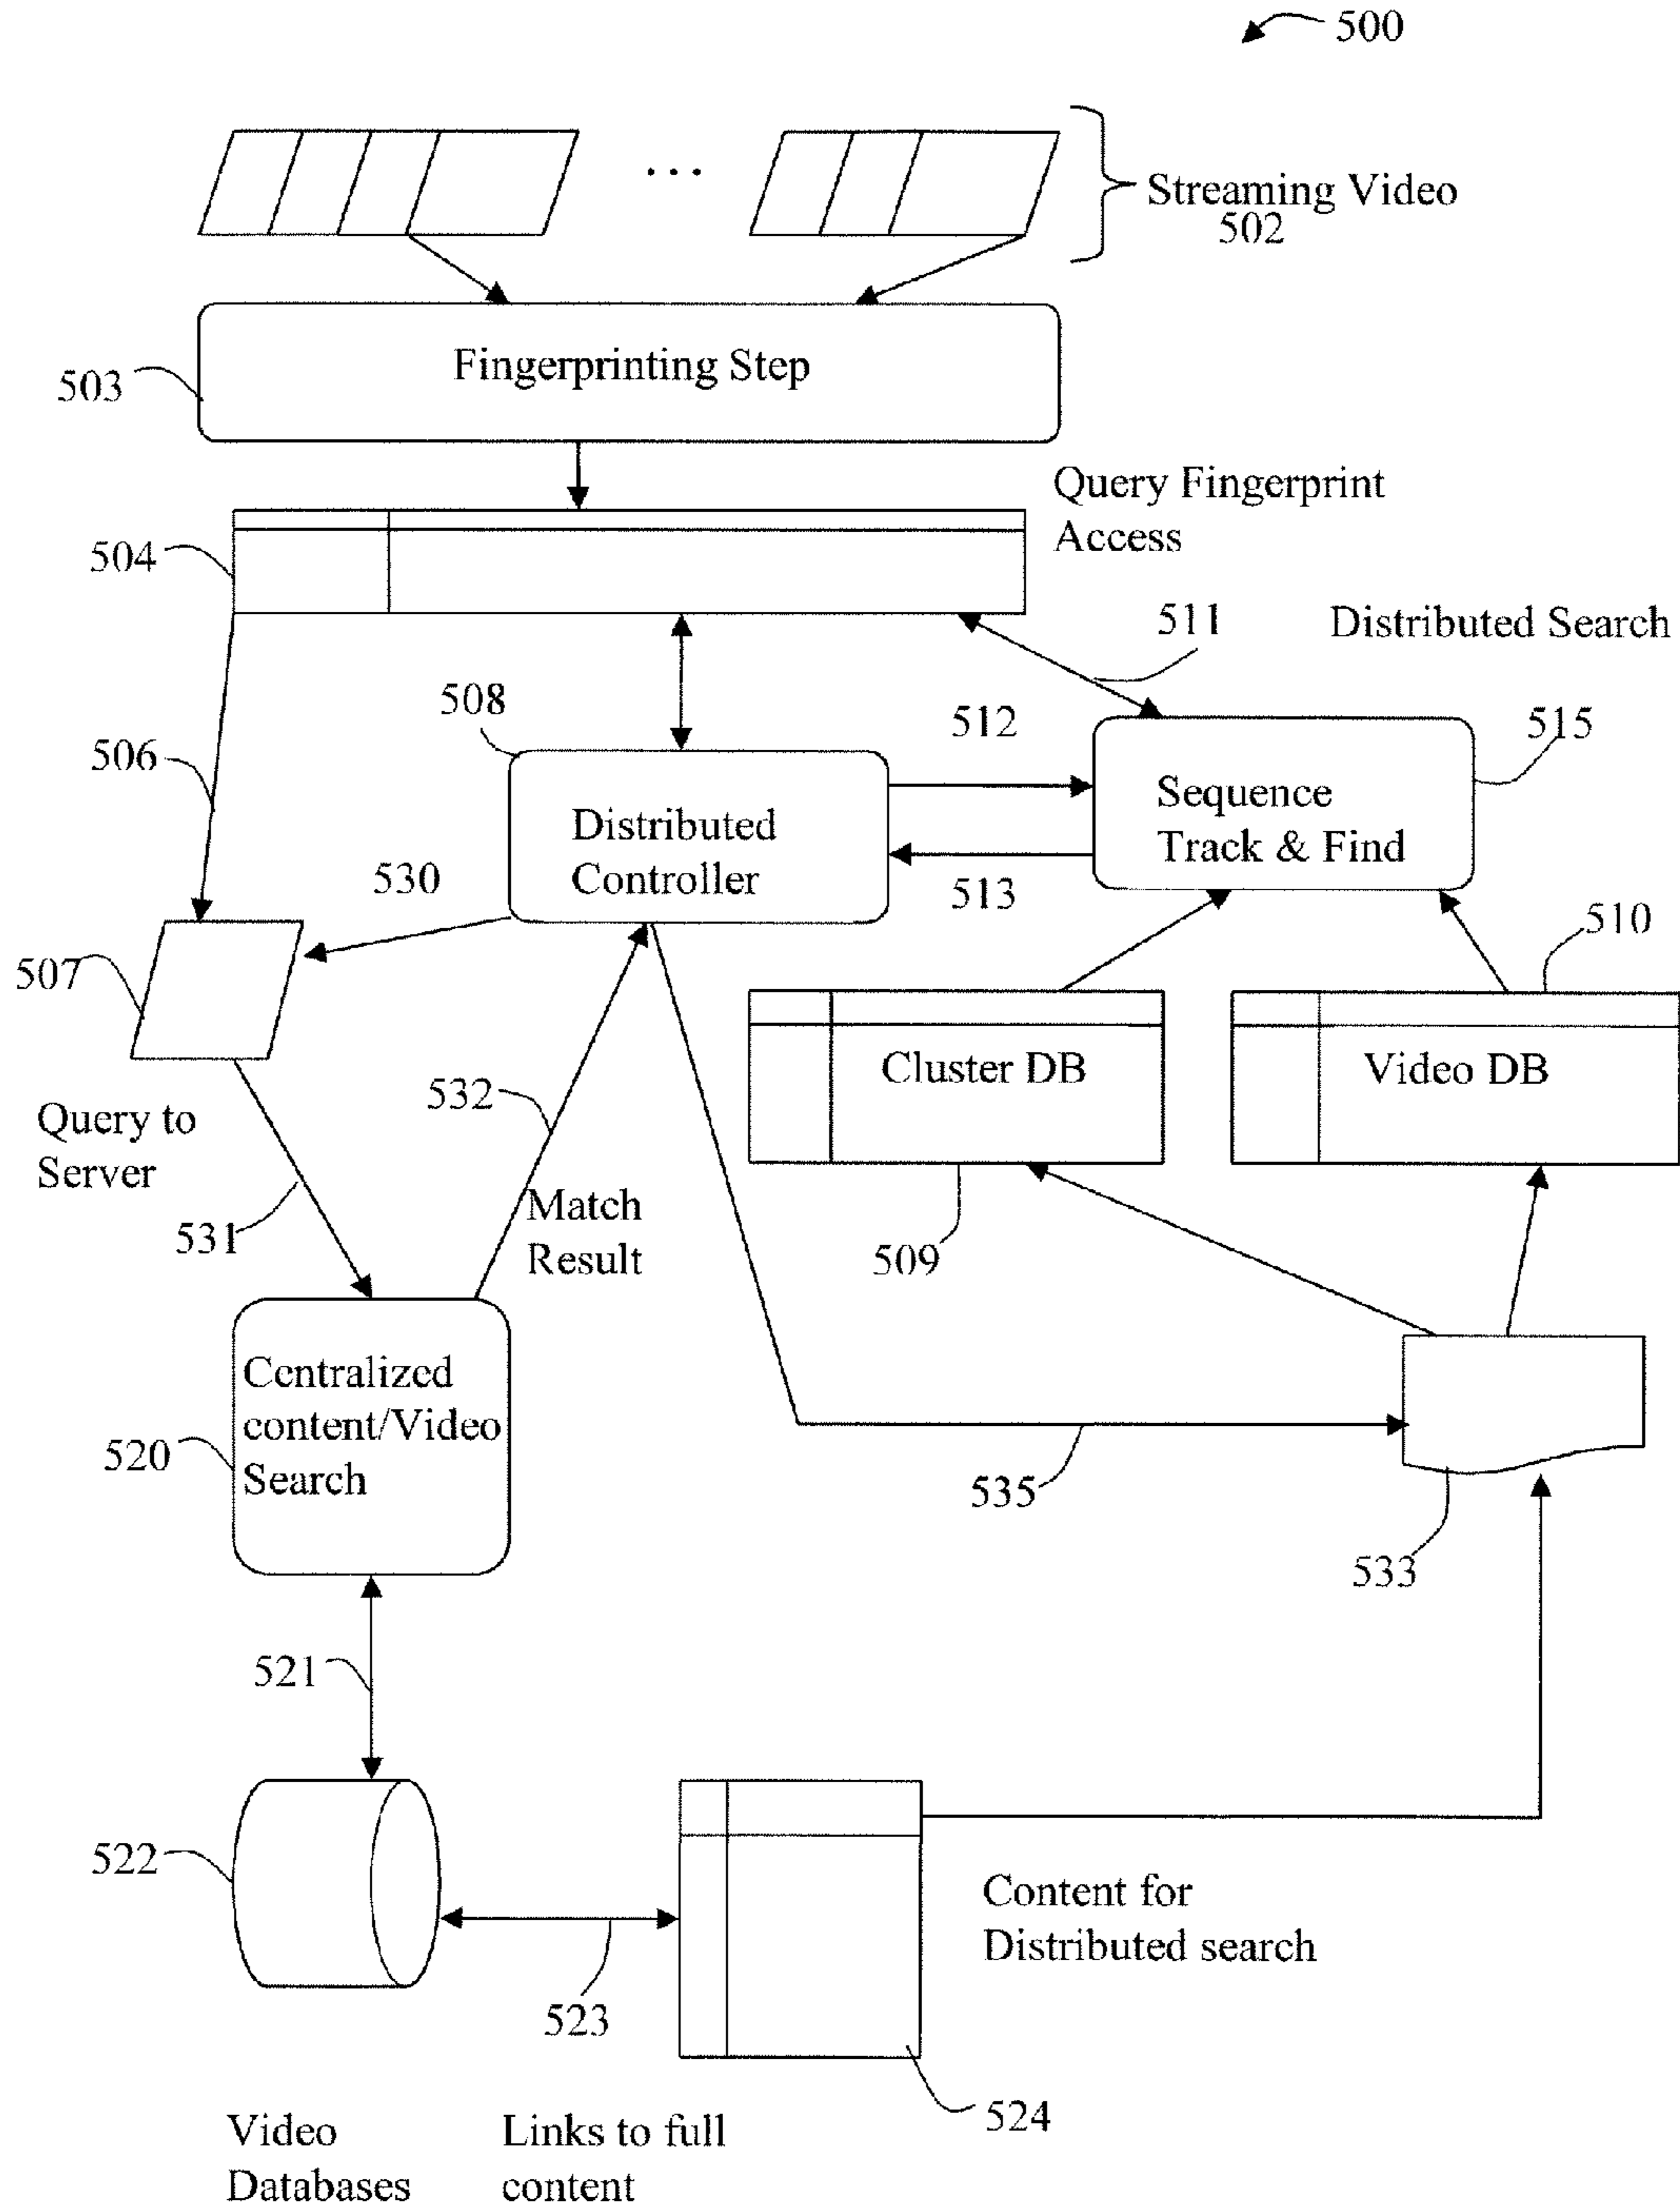 500
...
Streaming Video
502
503
Fingerprinting Step
Query Fingerprint
Access
504
511
Distributed Search
508
512
515
506
Distributed
Controller
Sequence
Track & Find
530
513
510
507
Cluster DB
Video DB
532
Query to
Server
531
Match
Result
509
Centralized
content/Video
Search
520
535
533
521
522
Content for
Distributed search
523
524
Video
Databases
Links to full
content